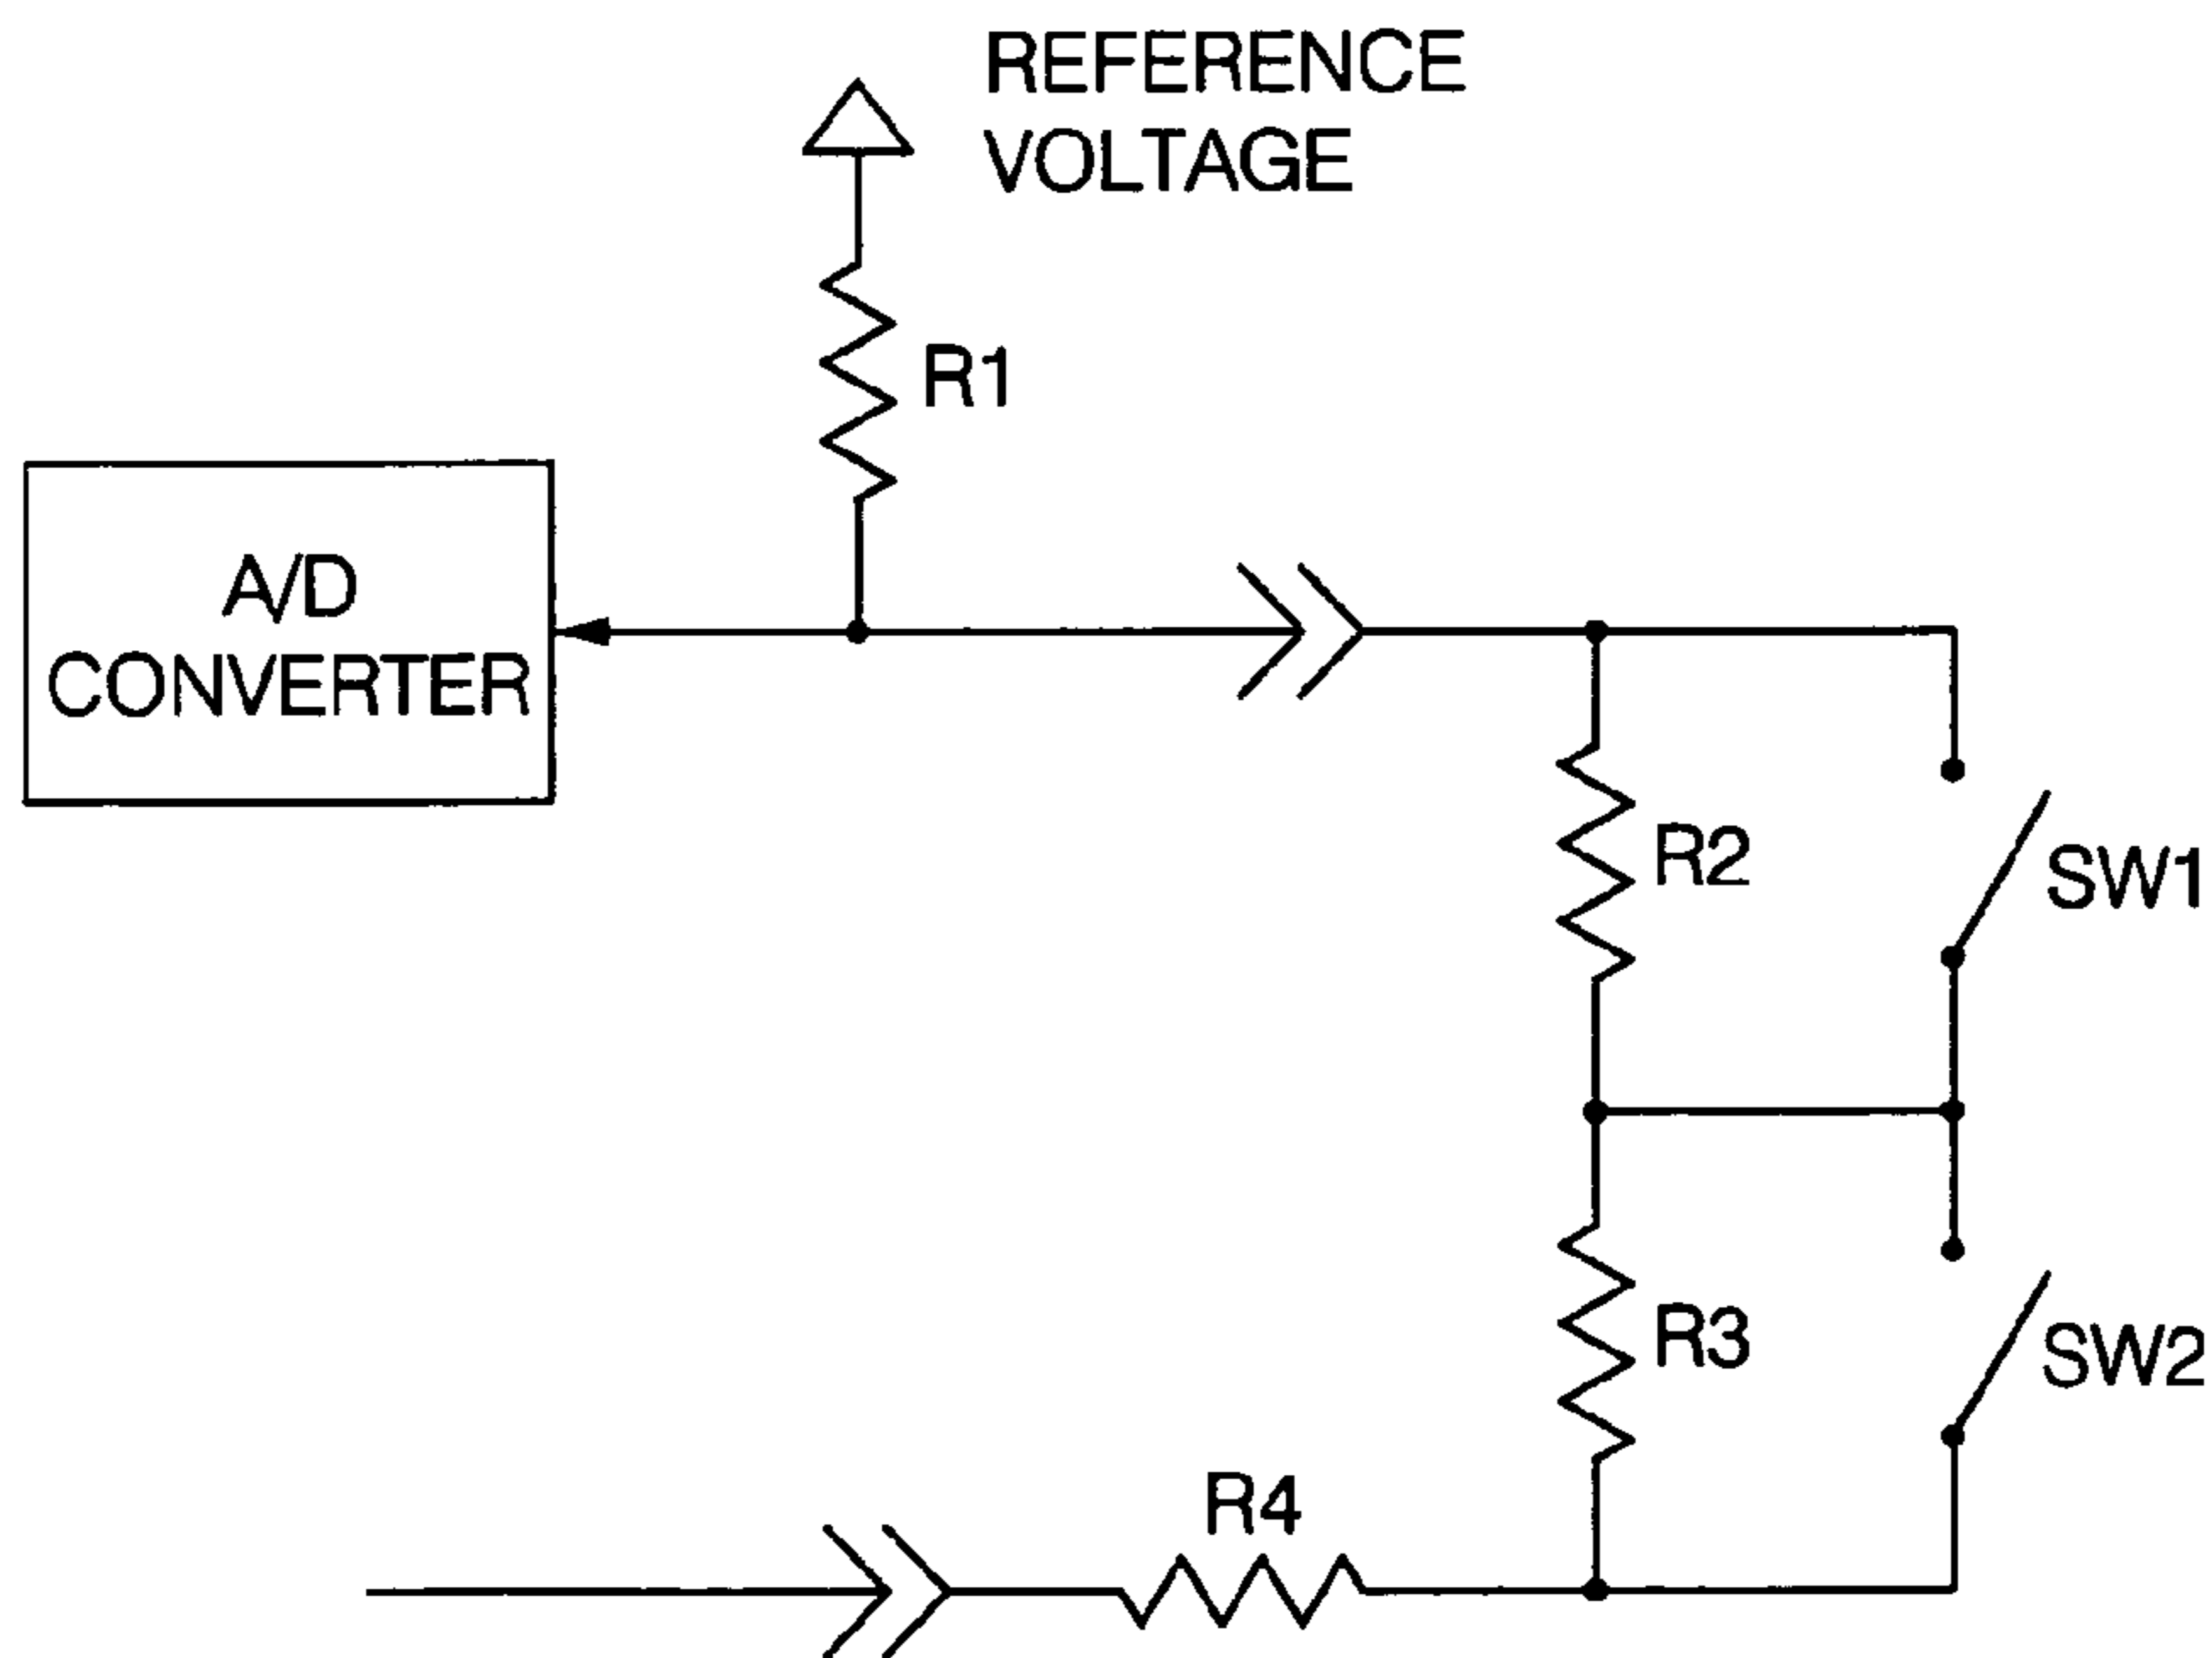 REFERENCE
VOLTAGE
R1
A/D
CONVERTER
R2
SW1
R3
SW2
R4